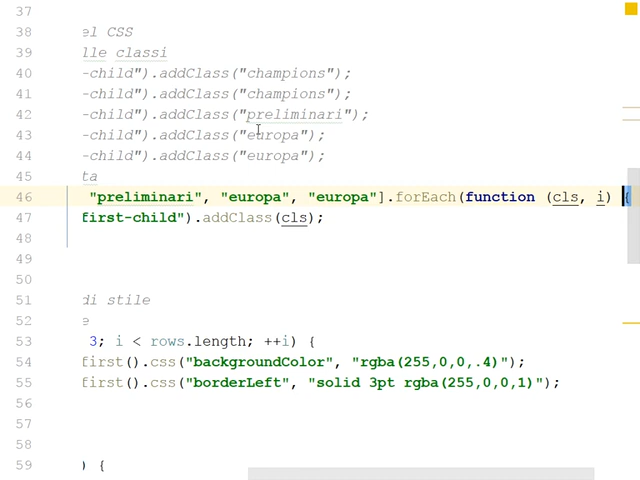 37
38 el CSS
39 lle classi
40 -child").addClass("champions");
41 -child").addClass("champions");
42 -child").addClass("preliminari");
43 -child").addClass("europa");
44 -child").addClass("europa");
45 ta
46 "preliminari", "europa", "europa"].forEach(function (cls, i) {
47 first-child").addClass(cls);
48
49
50
51 di stile
52 e
53 3; i < rows.length; ++i) {
54 first().css("backgroundColor", "rgba(255,0,0,.4)");
55 first().css("borderLeft", "solid 3pt rgba(255,0,0,1)");
56
57
58
59 ) {